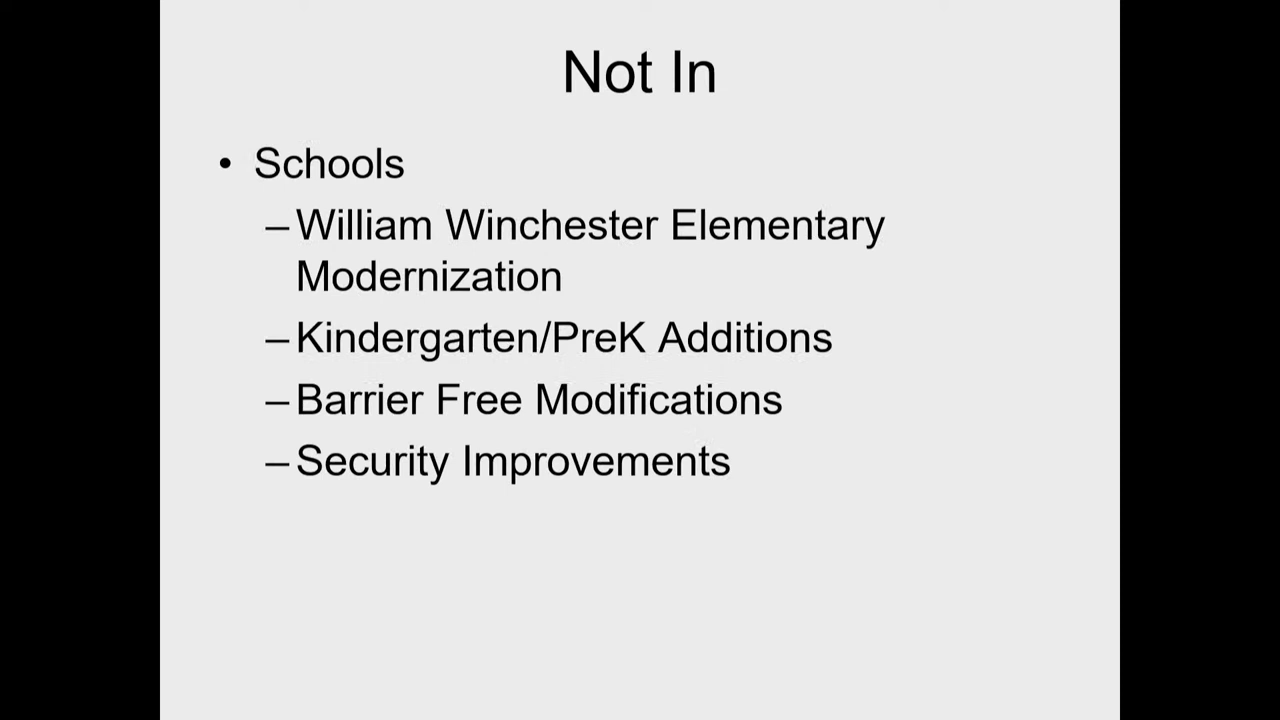 Not In
• Schools
–William Winchester Elementary
Modernization
–Kindergarten/PreK Additions
–Barrier Free Modifications
–Security Improvements